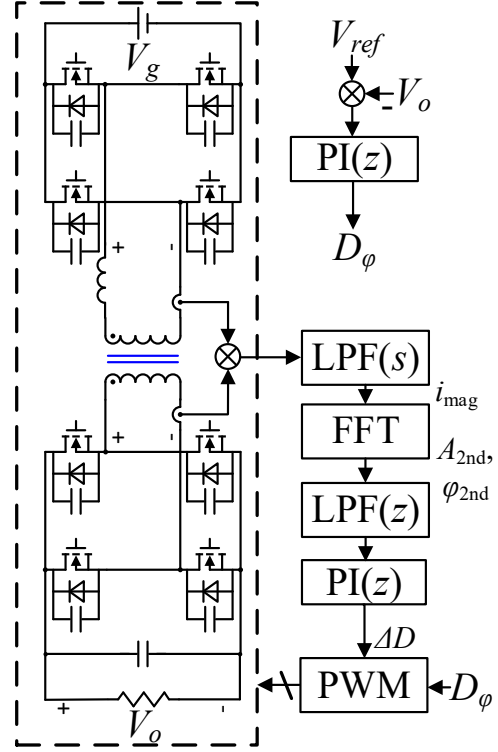 V_g
+ -
+ -
+ V_o -
V_ref
- V_o
PI(z)
D_φ
LPF(s)
i_mag
FFT
A_2nd,
φ_2nd
LPF(z)
PI(z)
ΔD
PWM
D_φ